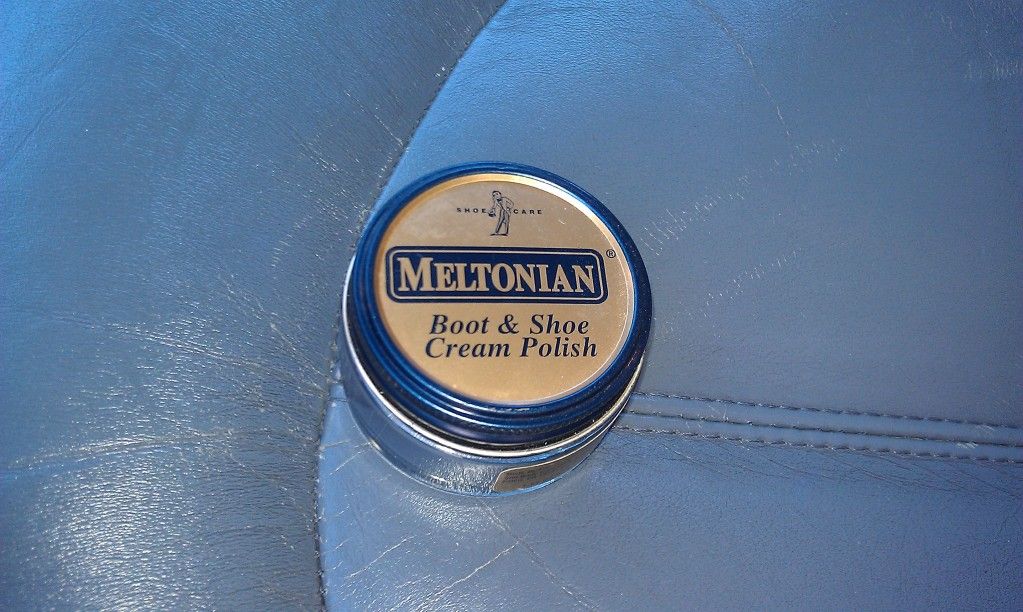 SHOE CARE
MELTONIAN®
Boot & Shoe
Cream Polish